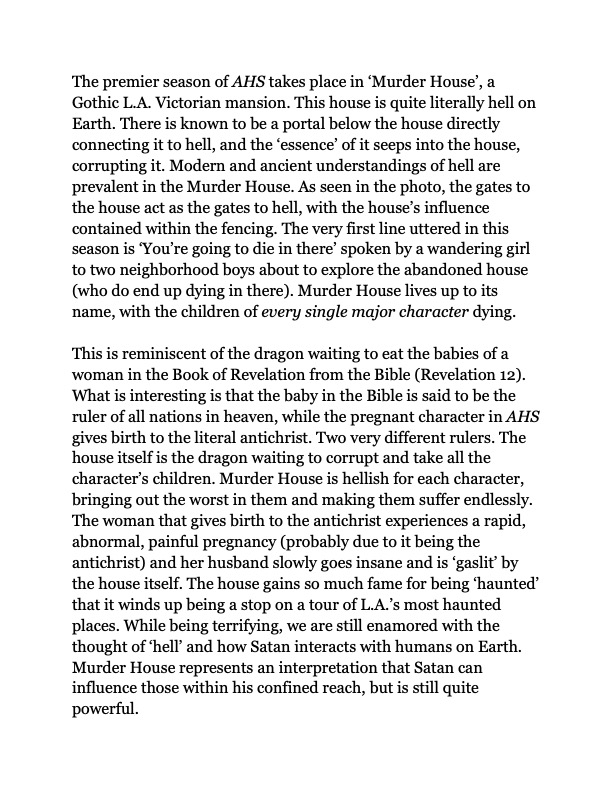 The premier season of AHS takes place in ‘Murder House’, a
Gothic L.A. Victorian mansion. This house is quite literally hell on
Earth. There is known to be a portal below the house directly
connecting it to hell, and the ‘essence’ of it seeps into the house,
corrupting it. Modern and ancient understandings of hell are
prevalent in the Murder House. As seen in the photo, the gates to
the house act as the gates to hell, with the house’s influence
contained within the fencing. The very first line uttered in this
season is ‘You’re going to die in there’ spoken by a wandering girl
to two neighborhood boys about to explore the abandoned house
(who do end up dying in there). Murder House lives up to its
name, with the children of every single major character dying.

This is reminiscent of the dragon waiting to eat the babies of a
woman in the Book of Revelation from the Bible (Revelation 12).
What is interesting is that the baby in the Bible is said to be the
ruler of all nations in heaven, while the pregnant character in AHS
gives birth to the literal antichrist. Two very different rulers. The
house itself is the dragon waiting to corrupt and take all the
character’s children. Murder House is hellish for each character,
bringing out the worst in them and making them suffer endlessly.
The woman that gives birth to the antichrist experiences a rapid,
abnormal, painful pregnancy (probably due to it being the
antichrist) and her husband slowly goes insane and is ‘gaslit’ by
the house itself. The house gains so much fame for being ‘haunted’
that it winds up being a stop on a tour of L.A.’s most haunted
places. While being terrifying, we are still enamored with the
thought of ‘hell’ and how Satan interacts with humans on Earth.
Murder House represents an interpretation that Satan can
influence those within his confined reach, but is still quite
powerful.